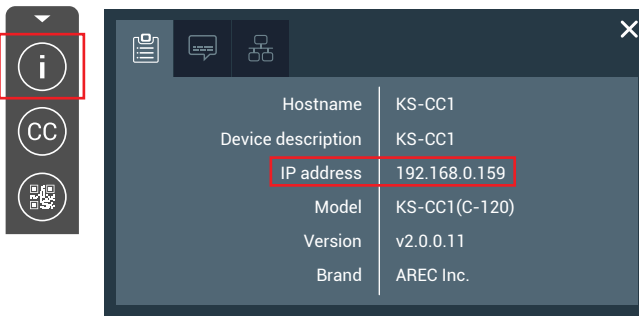 i
CC
Hostname KS-CC1
Device description KS-CC1
IP address 192.168.0.159
Model KS-CC1(C-120)
Version v2.0.0.11
Brand AREC Inc.